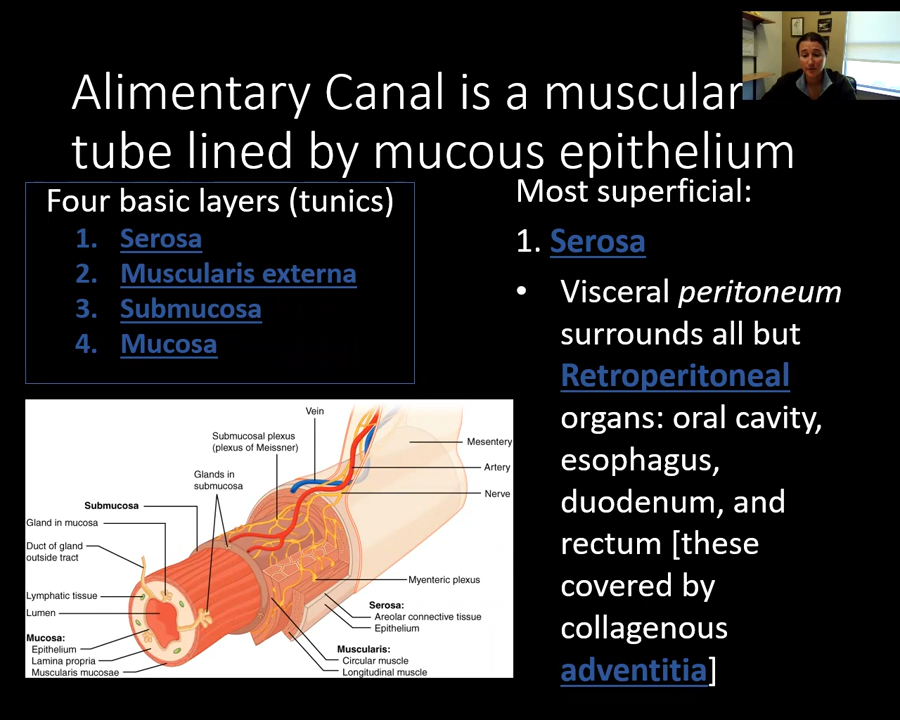 Alimentary Canal is a muscular
tube lined by mucous epithelium
Four basic layers (tunics)
1. Serosa
2. Muscularis externa
3. Submucosa
4. Mucosa
Most superficial:
1. Serosa
• Visceral peritoneum
surrounds all but
Retroperitoneal
organs: oral cavity,
esophagus,
duodenum, and
rectum [these
covered by
collagenous
adventitia]
Vein
Submucosal plexus
(plexus of Meissner)
Glands in
submucosa
Submucosa
Gland in mucosa
Duct of gland
outside tract
Lymphatic tissue
Lumen
Mucosa:
Epithelium
Lamina propria
Muscularis mucosae
Mesentery
Artery
Nerve
Myenteric plexus
Serosa:
Areolar connective tissue
Epithelium
Muscularis:
Circular muscle
Longitudinal muscle